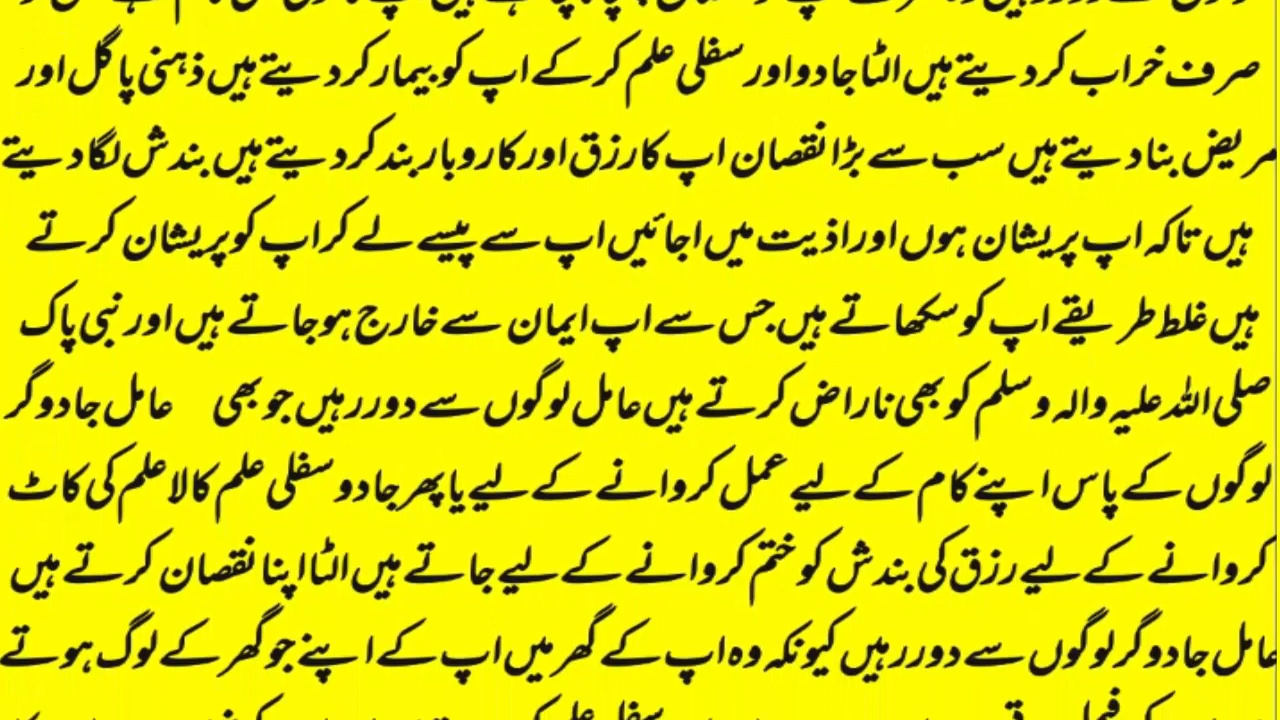 صرف خراب کر دیتے ہیں الٹا جادو اور سفلی علم کر کے اپ کو بیمار کر دیتے ہیں ذہنی پاگل اور
مریض بنا دیتے ہیں سب سے بڑا نقصان اپ کا رزق اور کاروبار بند کر دیتے ہیں بندش لگا دیتے
ہیں تاکہ اپ پریشان ہوں اور اذیت میں اجائیں اپ سے پیسے لے کر اپ کو پریشان کرتے
ہیں غلط طریقے اپ کو سکھاتے ہیں جس سے اپ ایمان سے خارج ہو جاتے ہیں اور نبی پاک
صلی اللہ علیہ والہ وسلم کو بھی ناراض کرتے ہیں عامل لوگوں سے دور رہیں جو بھی عامل جادوگر
لوگوں کے پاس اپنے کام کے لیے عمل کروانے کے لیے یا پھر جادو سفلی علم کالا علم کی کاٹ
کروانے کے لیے رزق کی بندش کو ختم کروانے کے لیے جاتے ہیں الٹا اپنا نقصان کرتے ہیں
عامل جادوگر لوگوں سے دور رہیں کیونکہ وہ اپ کے گھر میں اپ کے اپنے جو گھر کے لوگ ہوتے